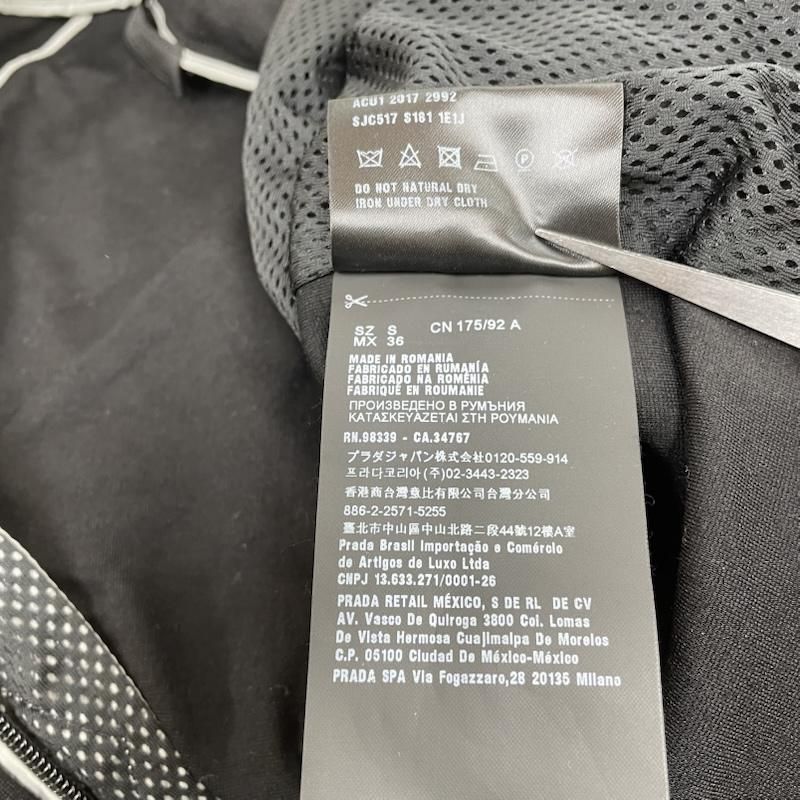 ACU1 2017 2992
SJC517 S181 1E1J
P
DO NOT NATURAL DRY
IRON UNDER DRY CLOTH
SZ S CN 175/92 A
MX 36
MADE IN ROMANIA
FABRICADO EN RUMANÍA
FABRICADO NA ROMÊNIA
FABRIQUÉ EN ROUMANIE
ПРОИЗВЕДЕНО В РУМЪНИЯ
ΚΑΤΑΣΚΕΥΑΖΕΤΑΙ ΣΤΗ ΡΟΥΜΑΝΙΑ
RN.98339 - CA.34767
プラダジャパン株式会社0120-559-914
프라다코리아(주)02-3443-2323
香港商台灣意比有限公司台灣分公司
886-2-2571-5255
臺北市中山區中山北路二段44號12樓A室
Prada Brasil Importação e Comércio
de Artigos de Luxo Ltda
CNPJ 13.633.271/0001-26
PRADA RETAIL MÉXICO, S DE RL DE CV
AV. Vasco De Quiroga 3800 Col. Lomas
De Vista Hermosa Cuajimalpa De Morelos
C.P. 05100 Ciudad De México-México
PRADA SPA Via Fogazzaro,28 20135 Milano